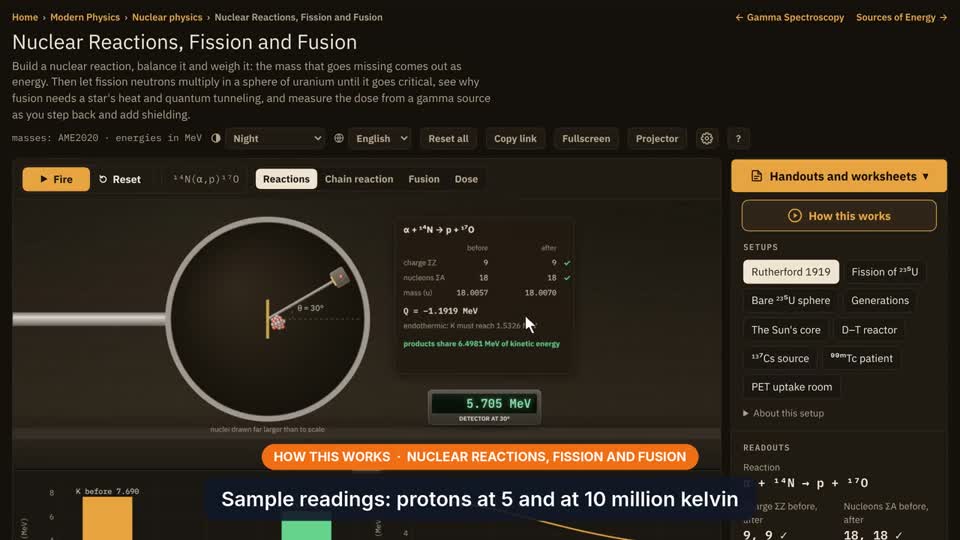 Home › Modern Physics › Nuclear physics › Nuclear Reactions, Fission and Fusion
← Gamma Spectroscopy Sources of Energy →
Nuclear Reactions, Fission and Fusion
Build a nuclear reaction, balance it and weigh it: the mass that goes missing comes out as
energy. Then let fission neutrons multiply in a sphere of uranium until it goes critical, see why
fusion needs a star's heat and quantum tunneling, and measure the dose from a gamma source
as you step back and add shielding.
masses: AME2020 · energies in MeV Night English Reset all Copy link Fullscreen Projector ?
Fire Reset ¹⁴N(α,p)¹⁷O Reactions Chain reaction Fusion Dose
Handouts and worksheets ▾
How this works
SETUPS
Rutherford 1919 Fission of ²³⁵U
Bare ²³⁵U sphere Generations
The Sun's core D–T reactor
¹³⁷Cs source ⁹⁹ᵐTc patient
PET uptake room
▶ About this setup
READOUTS
Reaction
α + ¹⁴N → p + ¹⁷O
before, Nucleons ΣA before,
after after
9, 9 ✓ 18, 18 ✓
θ = 30°
nuclei drawn far larger than to scale
α + ¹⁴N → p + ¹⁷O
before after
charge ΣZ 9 9 ✓
nucleons ΣA 18 18 ✓
mass (u) 18.0057 18.0070
Q = −1.1919 MeV
endothermic: K must reach 1.5326
products share 6.4981 MeV of kinetic energy
5.705 MeV
DETECTOR AT 30°
HOW THIS WORKS · NUCLEAR REACTIONS, FISSION AND FUSION
Sample readings: protons at 5 and at 10 million kelvin
K before 7.690
8
6
4
(MeV)